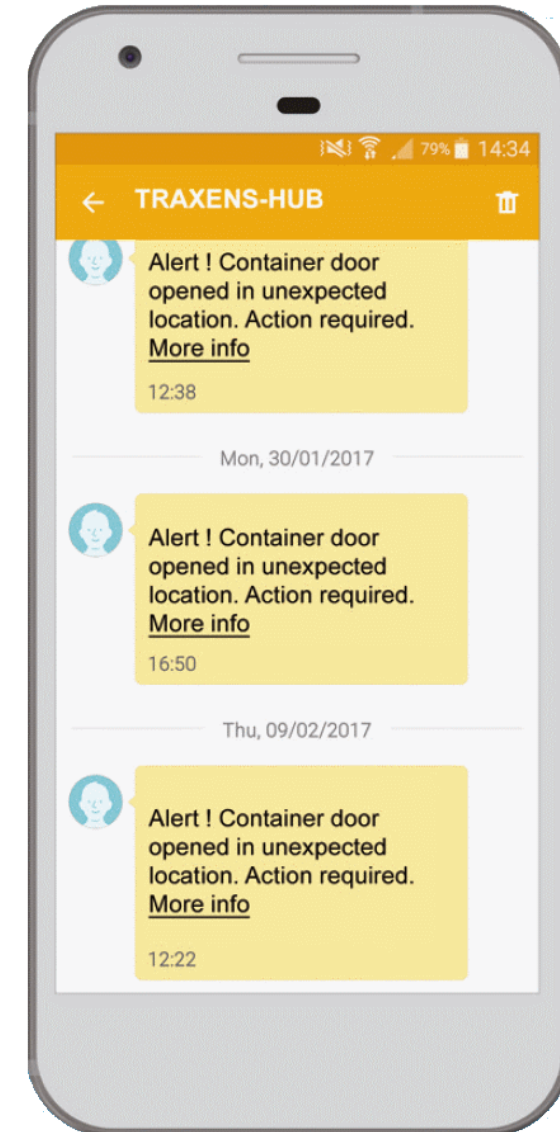 79% 14:34
TRAXENS-HUB
Alert ! Container door
opened in unexpected
location. Action required.
More info
12:38
Mon, 30/01/2017
Alert ! Container door
opened in unexpected
location. Action required.
More info
16:50
Thu, 09/02/2017
Alert ! Container door
opened in unexpected
location. Action required.
More info
12:22